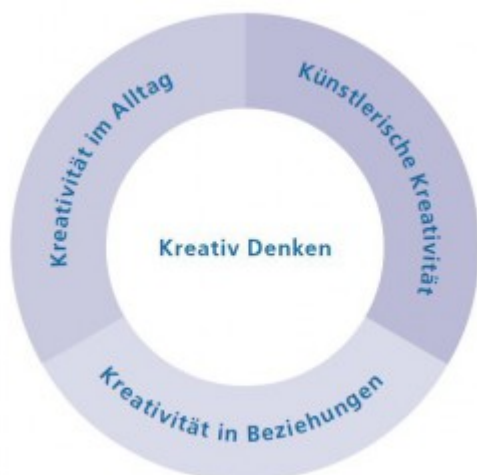 Kreativität im Alltag
Künstlerische Kreativität
Kreativ Denken
Kreativität in Beziehungen